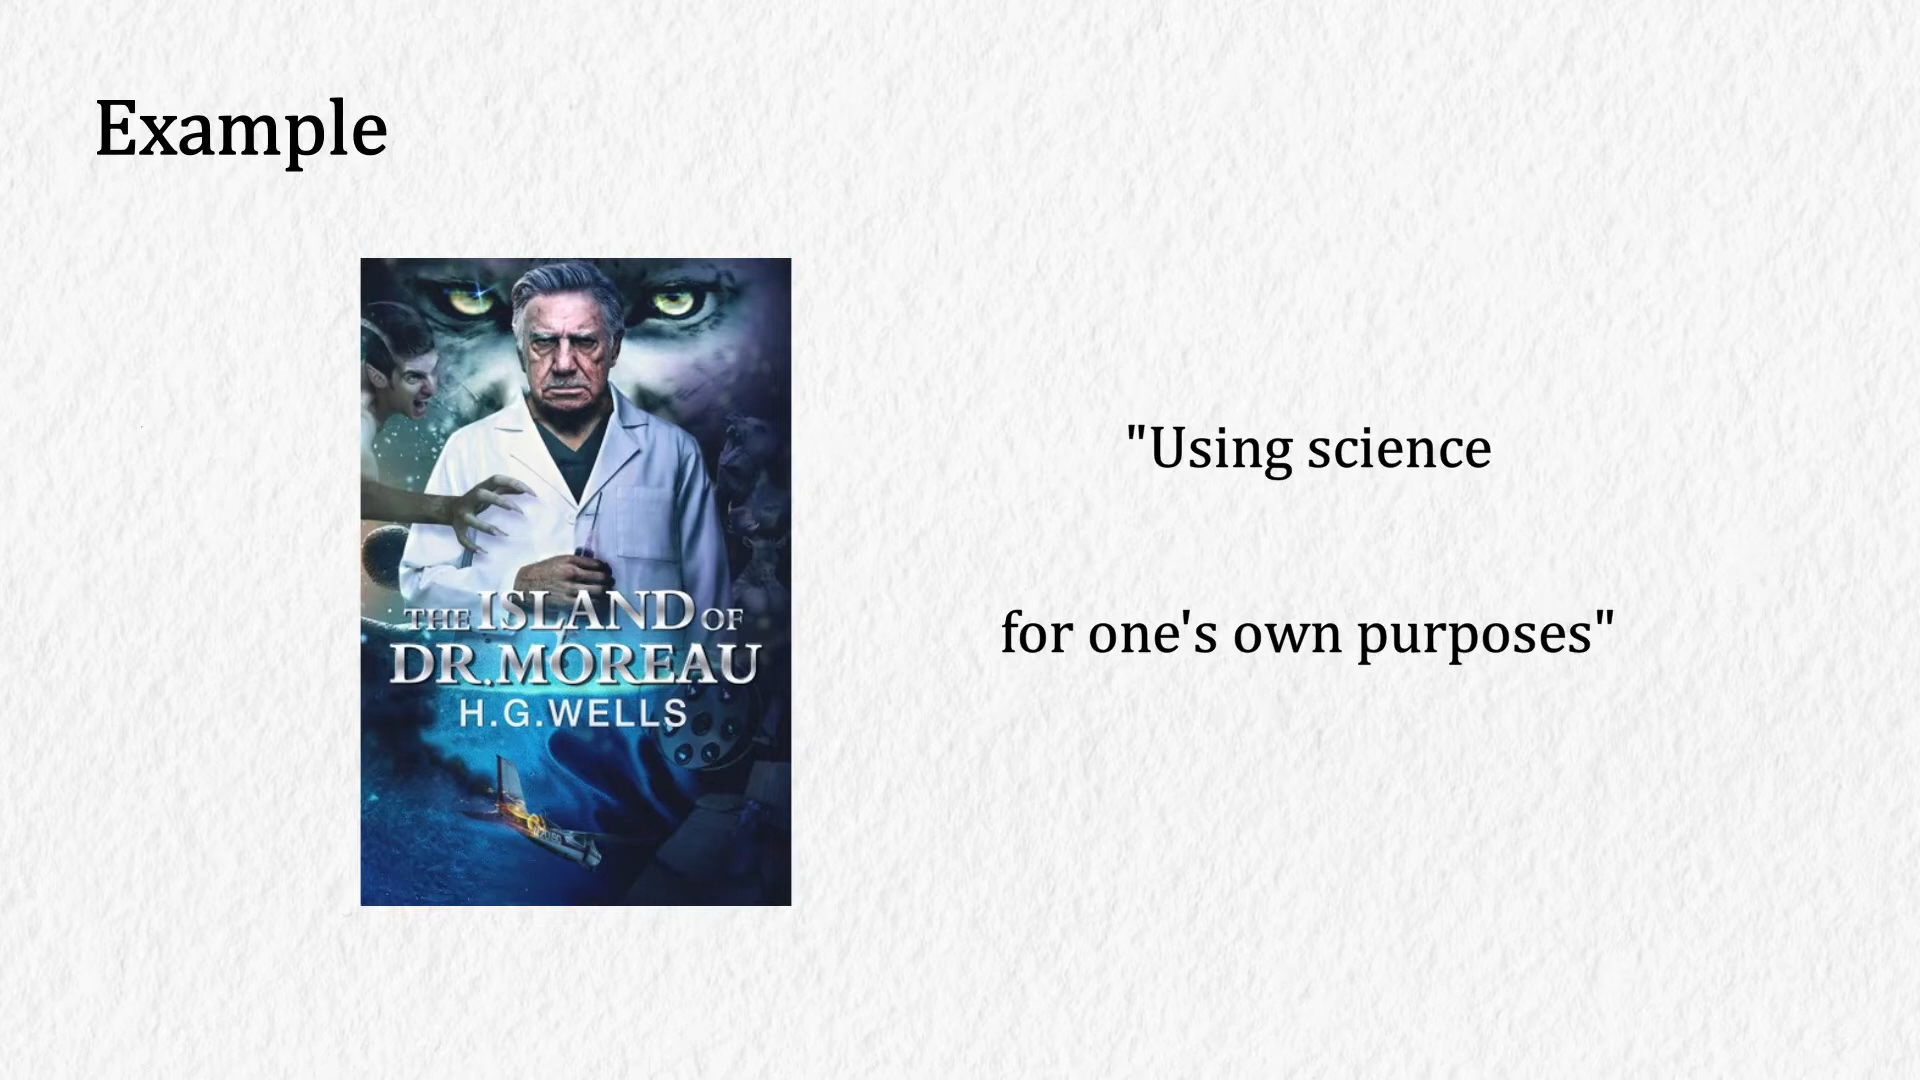 Example
THE ISLAND OF
DR. MOREAU
H.G.WELLS
"Using science
for one's own purposes"